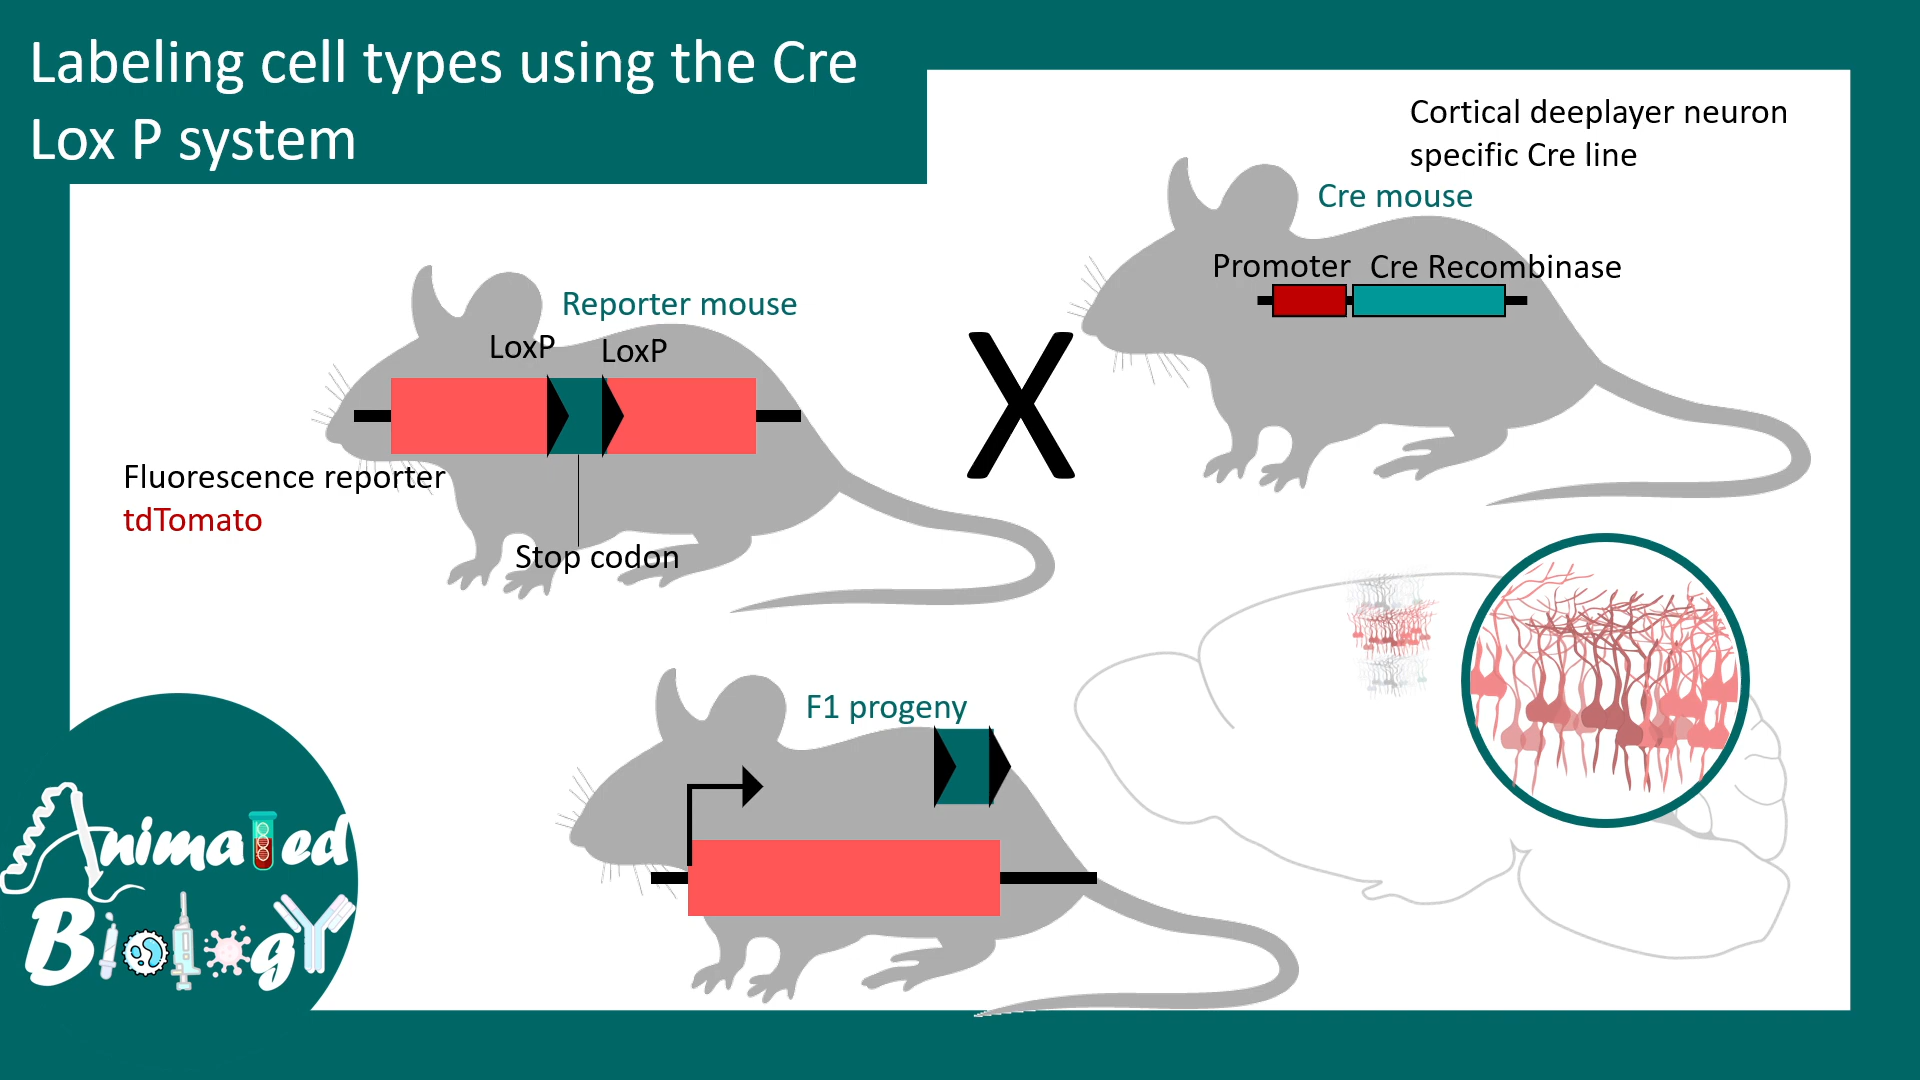 Labeling cell types using the Cre
Lox P system
Cortical deeplayer neuron
specific Cre line
Cre mouse
Promoter Cre Recombinase
Reporter mouse
LoxP LoxP
X
Fluorescence reporter
tdTomato
Stop codon
F1 progeny
Animated
Biology